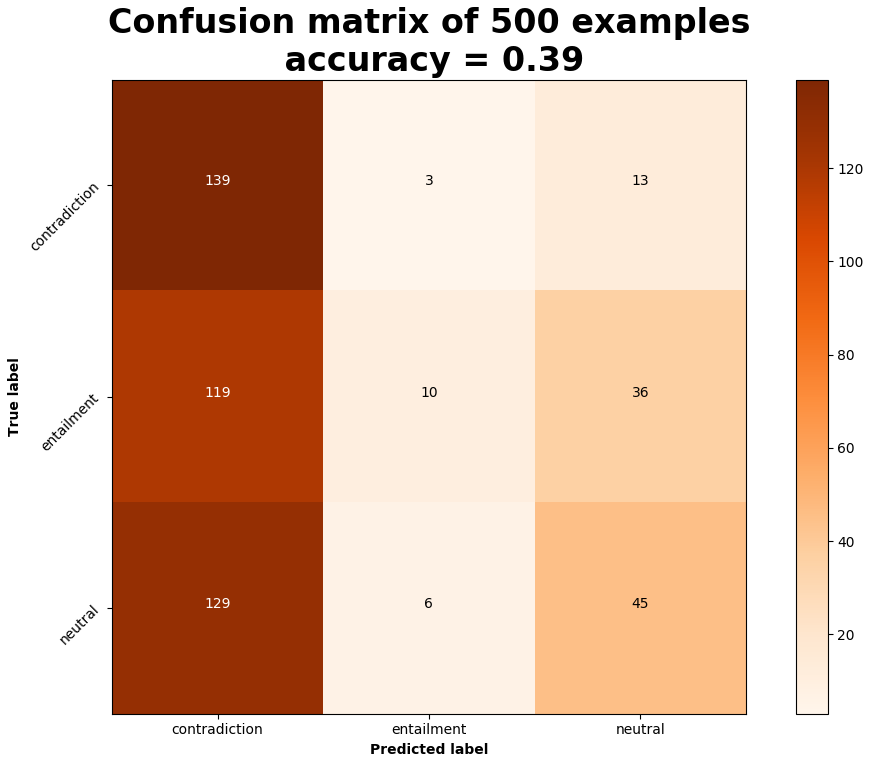 Confusion matrix of 500 examples
accuracy = 0.39
True label
contradiction
139 3 13
entailment
119 10 36
neutral
129 6 45
contradiction entailment neutral
Predicted label
120
100
80
60
40
20